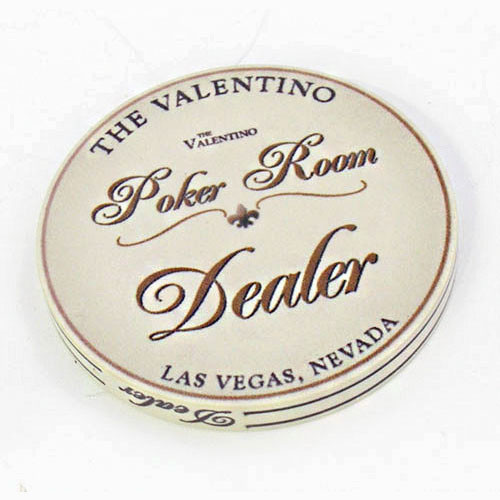 THE VALENTINO
THE
VALENTINO
Poker Room
Dealer
LAS VEGAS, NEVADA
Dealer